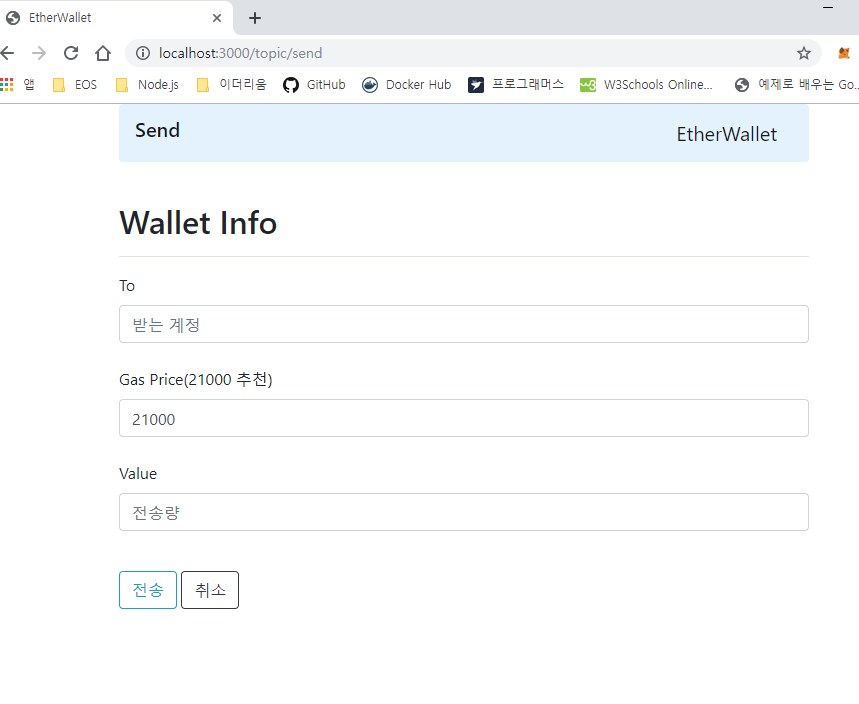 EtherWallet
localhost:3000/topic/send
앱 EOS Node.js 이더리움 GitHub Docker Hub 프로그래머스 W3Schools Online... 예제로 배우는 Go...
Send EtherWallet
Wallet Info
To
받는 계정
Gas Price(21000 추천)
21000
Value
전송량
전송 취소